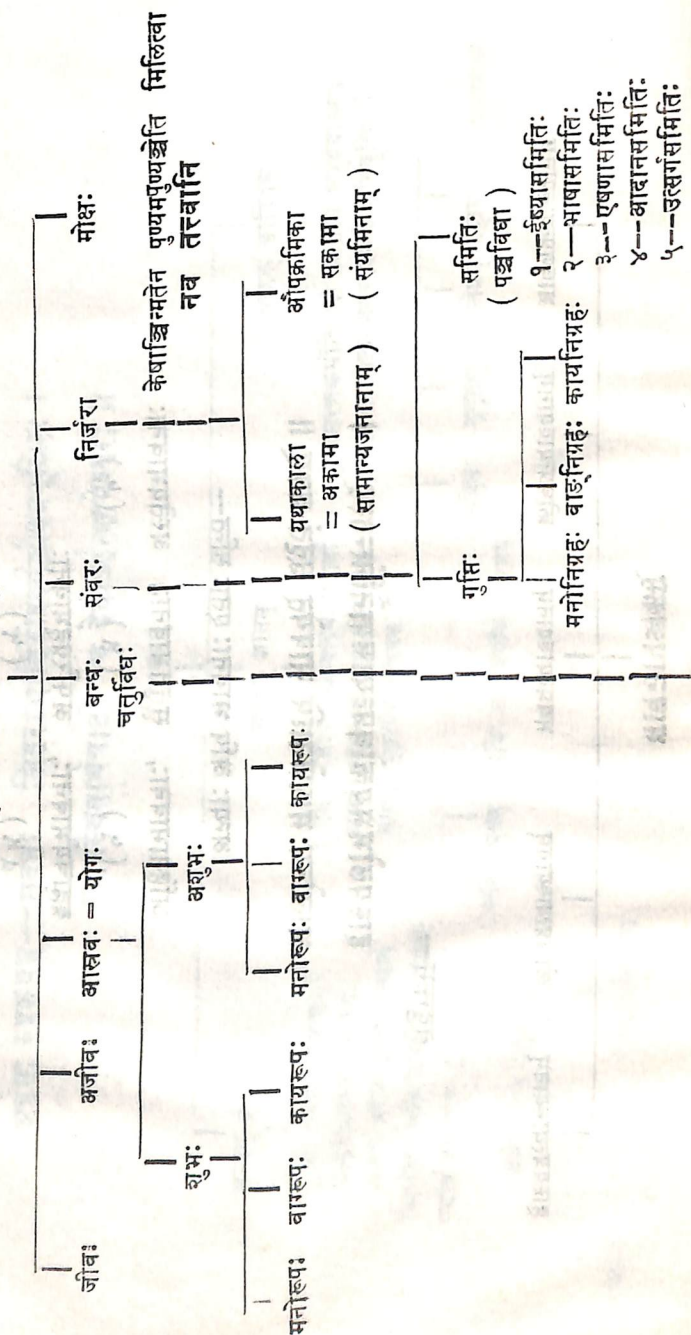 जीवः अजीवः आस्रवः = योगः बन्धः संवरः निर्जरा मोक्षः
चतुर्विधः
केषाञ्चिन्मतेन पुण्यमपुण्यञ्चेति मिलित्वा
नव तत्त्वानि
शुभः अशुभः
मनोरूपः वाग्रूपः कायरूपः मनोरूपः वाग्रूपः कायरूपः
यथाकाला औपक्रमिका
= अकामा = सकामा
( सामान्यजनानाम् ) ( संयमिनाम् )
गुप्तिः समितिः
( पञ्चविधा )
मनोनिग्रहः वाङ्निग्रहः कायनिग्रहः
१--ईर्ष्यासमितिः
२—भाषासमितिः
३--एषणासमितिः
४--आदानसमितिः
५--उत्सर्गसमितिः